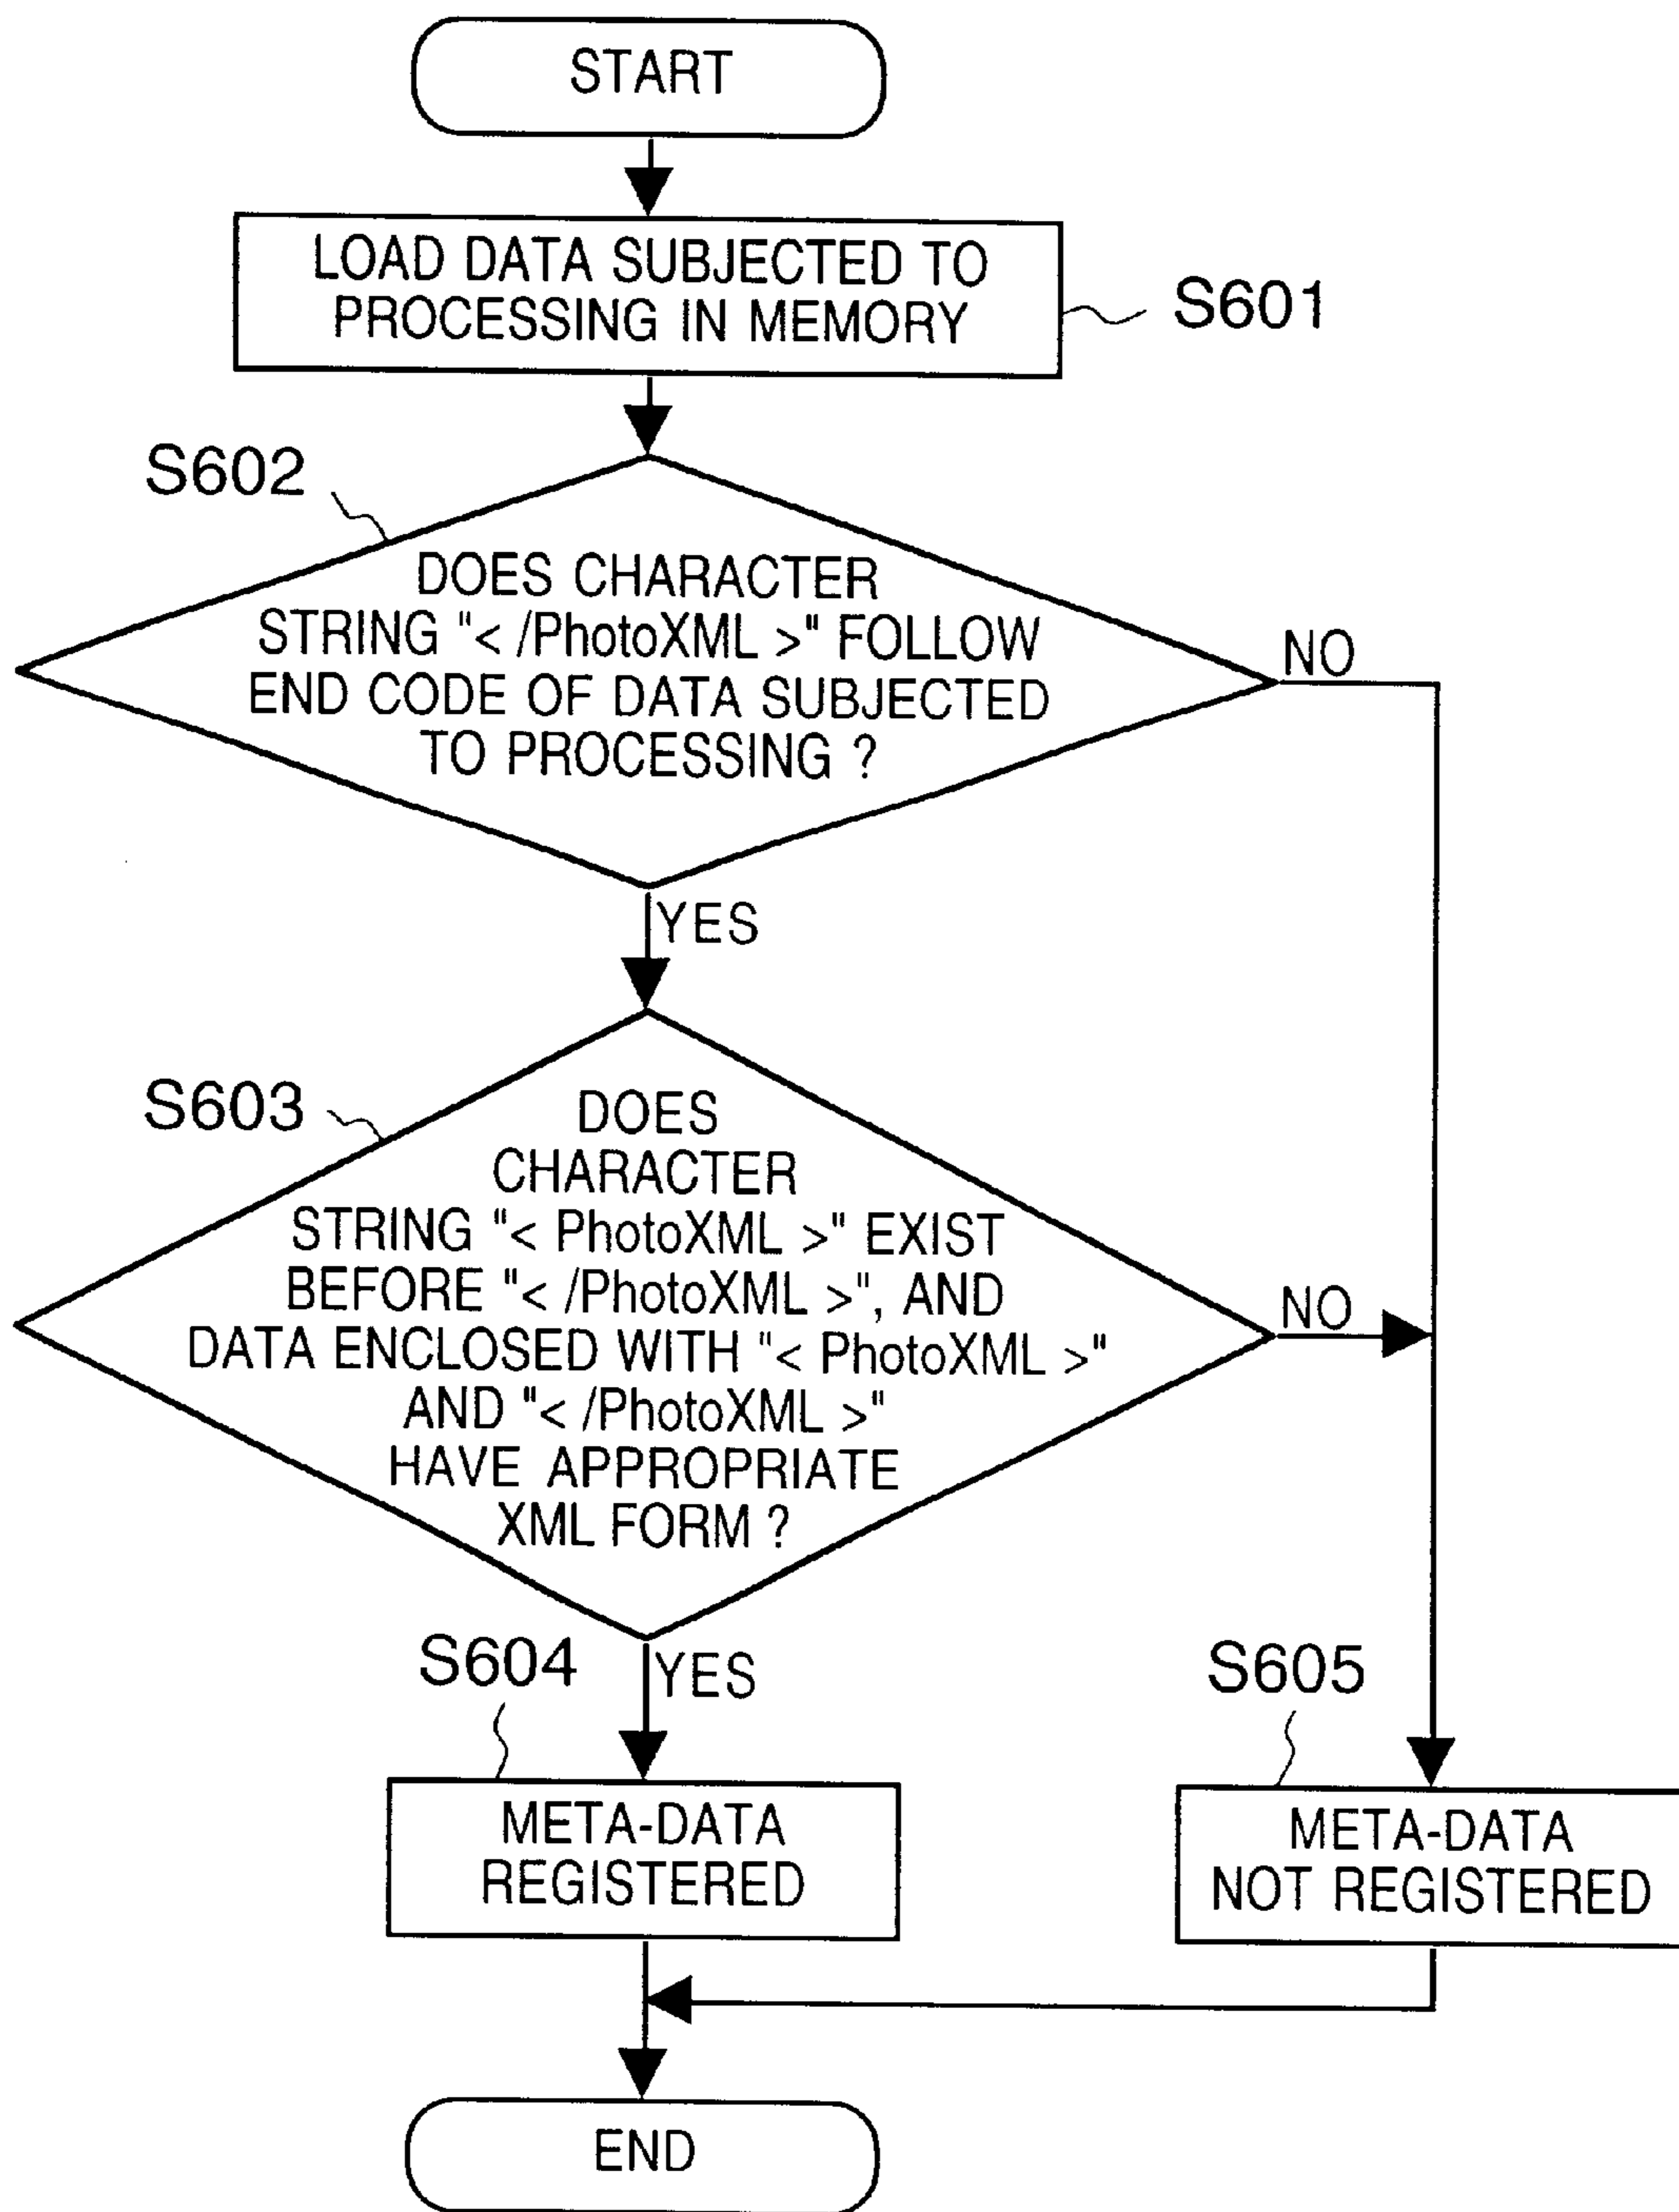 START
LOAD DATA SUBJECTED TO
PROCESSING IN MEMORY
S601
S602
DOES CHARACTER
STRING "< /PhotoXML >" FOLLOW
END CODE OF DATA SUBJECTED
TO PROCESSING ?
NO
YES
S603
DOES
CHARACTER
STRING "< PhotoXML >" EXIST
BEFORE "< /PhotoXML >", AND
DATA ENCLOSED WITH "< PhotoXML >"
AND "< /PhotoXML >"
HAVE APPROPRIATE
XML FORM ?
NO
YES
S604
META-DATA
REGISTERED
S605
META-DATA
NOT REGISTERED
END